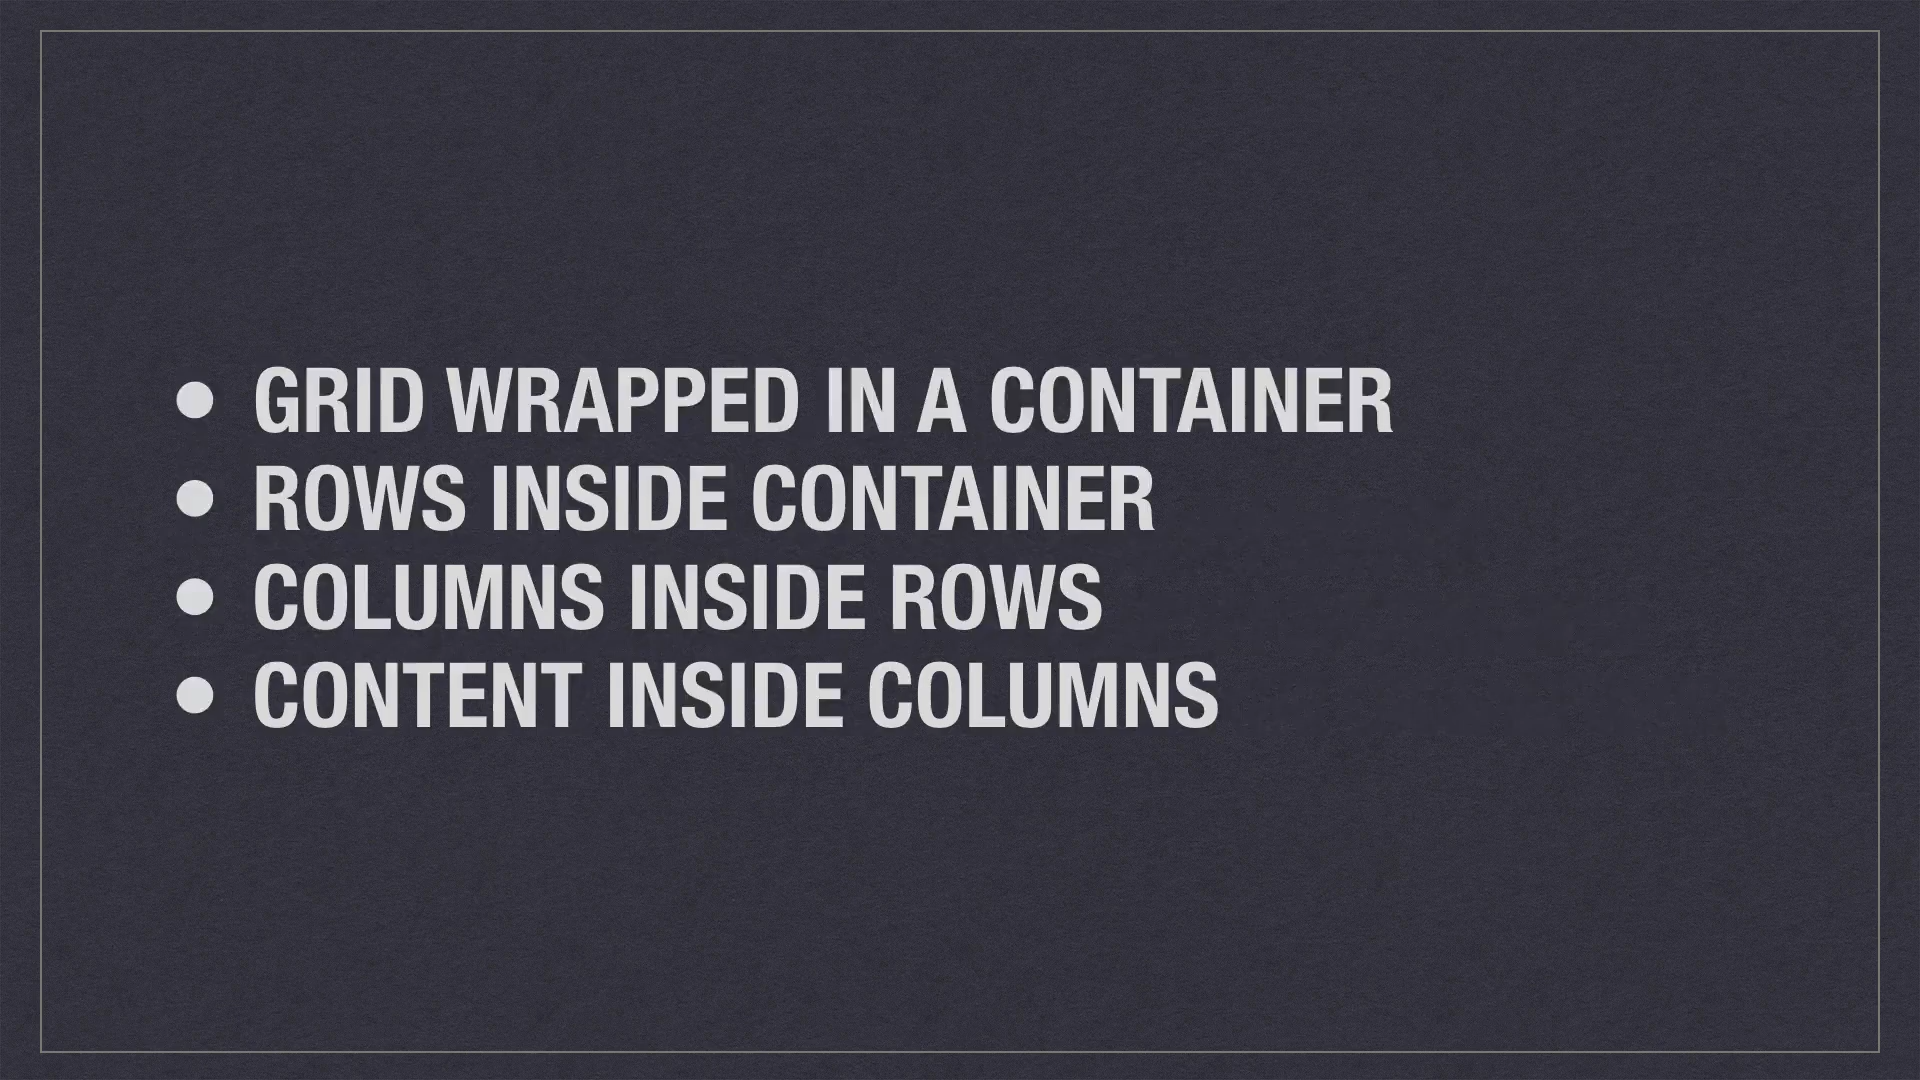 • GRID WRAPPED IN A CONTAINER
• ROWS INSIDE CONTAINER
• COLUMNS INSIDE ROWS
• CONTENT INSIDE COLUMNS